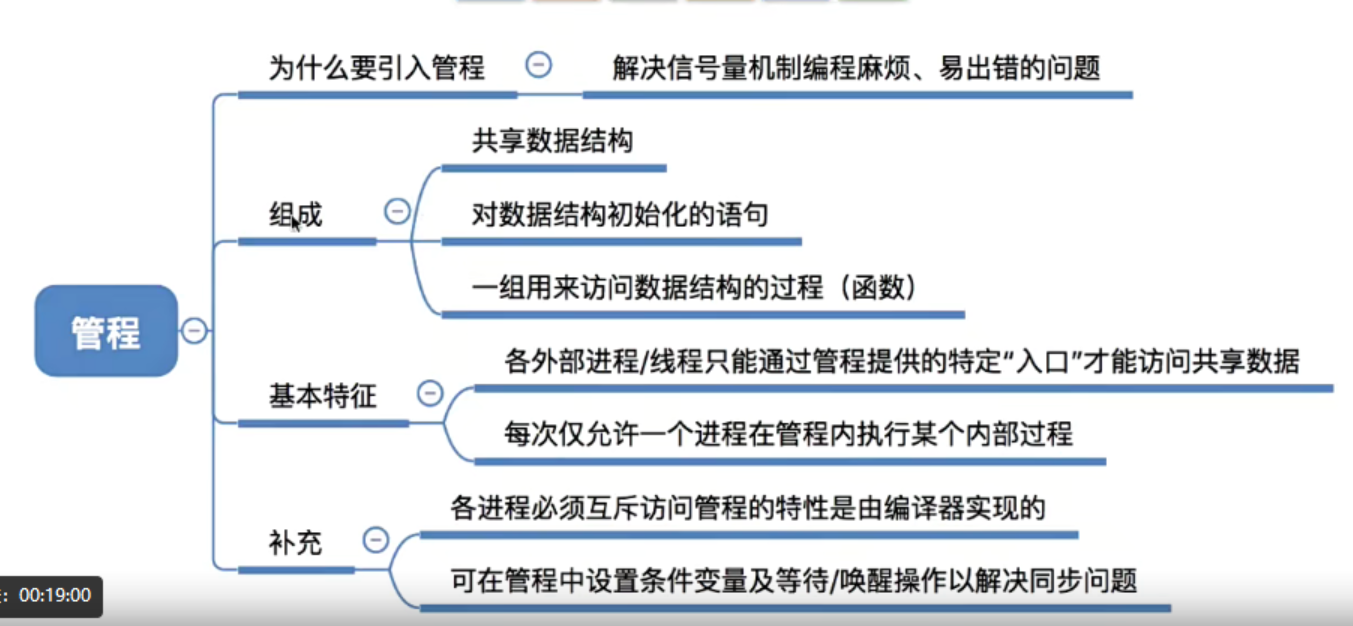 为什么要引入管程
解决信号量机制编程麻烦、易出错的问题
共享数据结构
组成
对数据结构初始化的语句
一组用来访问数据结构的过程（函数）
管程
各外部进程/线程只能通过管程提供的特定“入口”才能访问共享数据
基本特征
每次仅允许一个进程在管程内执行某个内部过程
各进程必须互斥访问管程的特性是由编译器实现的
补充
可在管程中设置条件变量及等待/唤醒操作以解决同步问题
：00:19:00